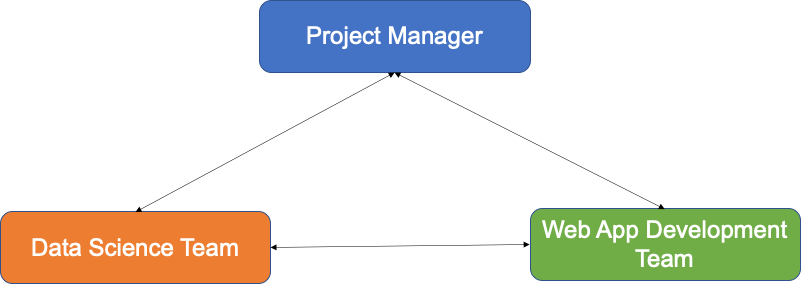 Project Manager
Data Science Team
Web App Development
Team